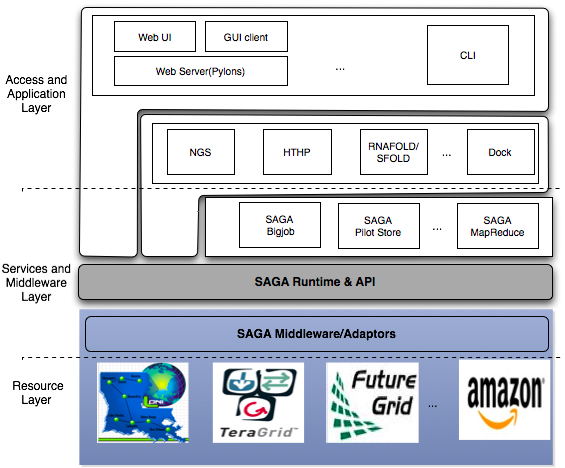 Web UI
GUI client
Web Server(Pylons)
...
CLI
Access and
Application
Layer
NGS
HTHP
RNAFOLD/
SFOLD
...
Dock
SAGA
Bigjob
SAGA
Pilot Store
...
SAGA
MapReduce
Services and
Middleware
Layer
SAGA Runtime & API
SAGA Middleware/Adaptors
Resource
Layer
LONI
TeraGrid™
Future
Grid
...
amazon